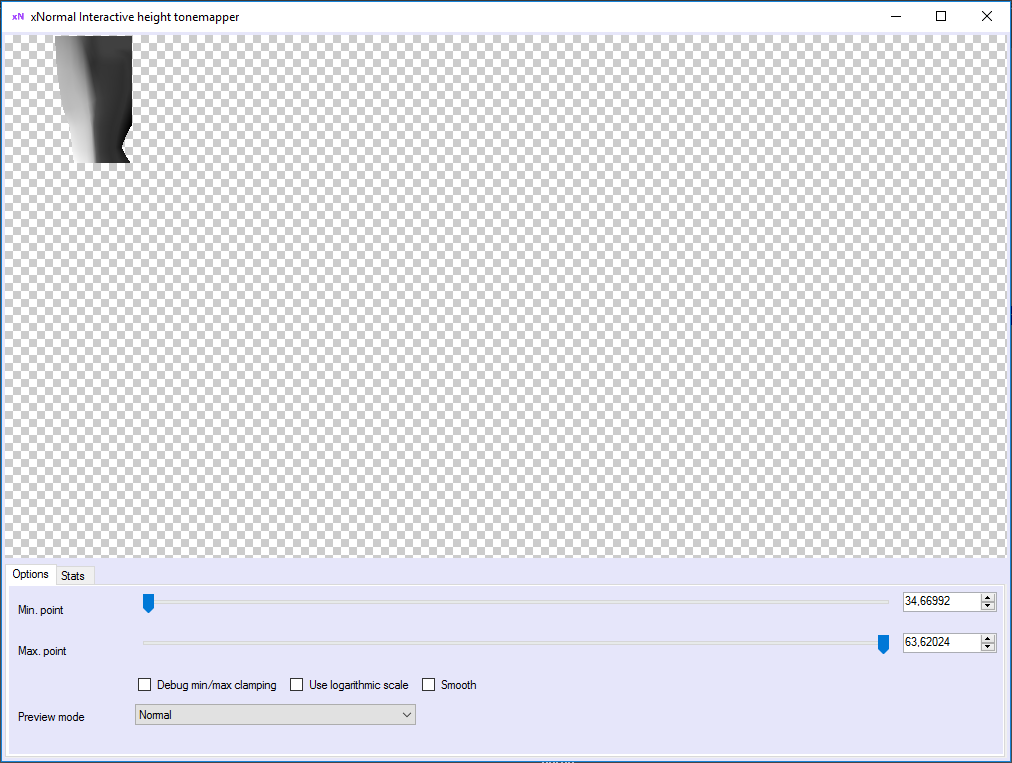 xN xNormal Interactive height tonemapper
Options Stats
Min. point 34,66992
Max. point 63,62024
Debug min/max clamping Use logarithmic scale Smooth
Preview mode Normal